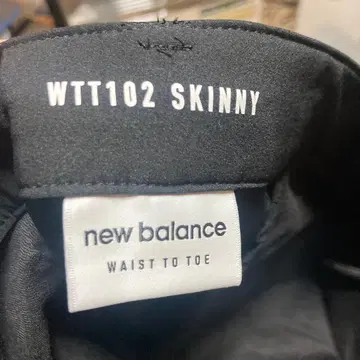 WTT102 SKINNY
new balance
WAIST TO TOE